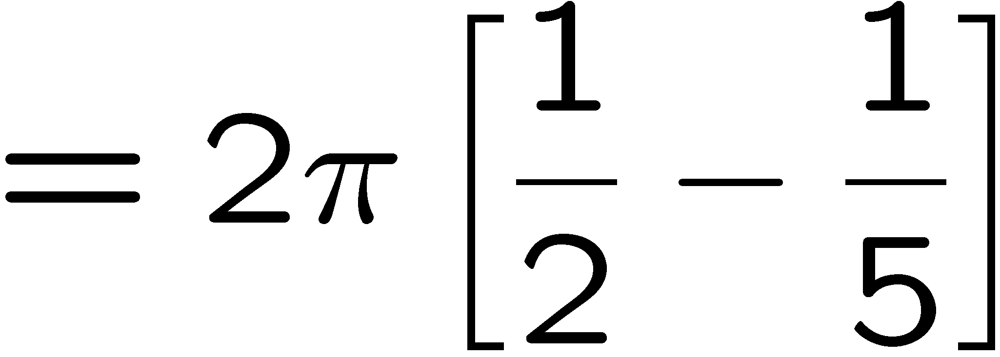 = 2π [1/2 − 1/5]